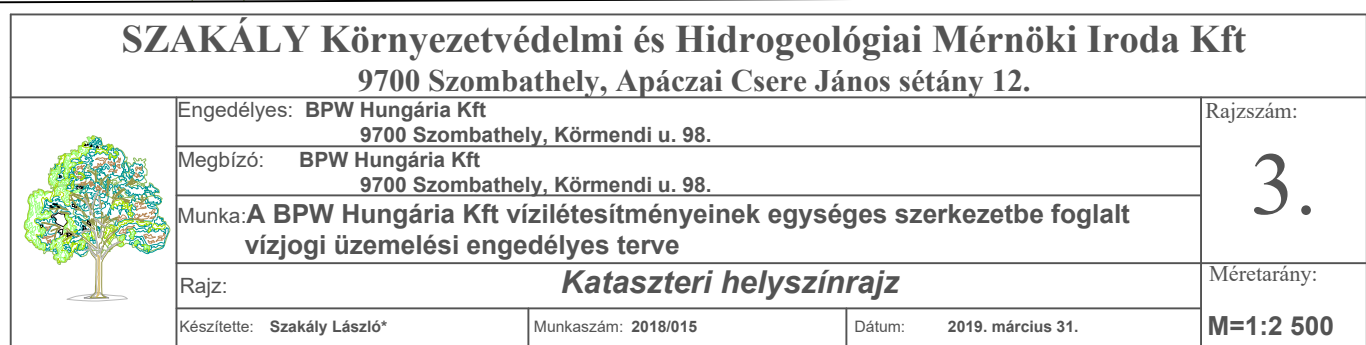 SZAKÁLY Környezetvédelmi és Hidrogeológiai Mérnöki Iroda Kft
9700 Szombathely, Apáczai Csere János sétány 12.
Engedélyes: BPW Hungária Kft
9700 Szombathely, Körmendi u. 98.
Megbízó: BPW Hungária Kft
9700 Szombathely, Körmendi u. 98.
Munka: A BPW Hungária Kft vízilétesítményeinek egységes szerkezetbe foglalt
vízjogi üzemelési engedélyes terve
Rajz: Kataszteri helyszínrajz
Készítette: Szakály László* Munkaszám: 2018/015 Dátum: 2019. március 31.
Rajzszám:
3.
Méretarány:
M=1:2 500